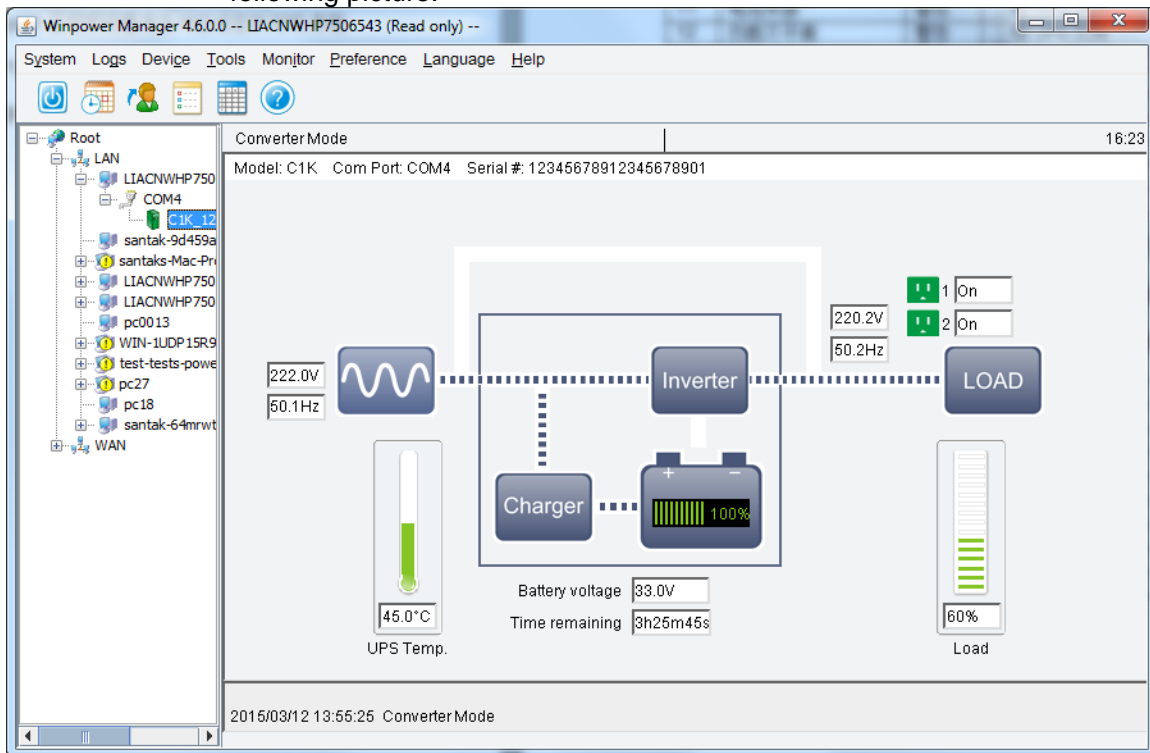 Winpower Manager 4.6.0.0 -- LIACNWHP7506543 (Read only) --
System Logs Device Tools Monitor Preference Language Help
Root
LAN
LIACNWHP750
COM4
C1K_12
santak-9d459a
santaks-Mac-Pr
LIACNWHP750
LIACNWHP750
pc0013
WIN-1UDP15R9
test-tests-powe
pc27
pc18
santak-64mrwt
WAN
Converter Mode 16:23
Model: C1K Com Port: COM4 Serial #: 12345678912345678901
1 On
2 On
220.2V
50.2Hz
222.0V
50.1Hz
Inverter
LOAD
Charger
+ −
100%
Battery voltage 33.0V
Time remaining 3h25m45s
45.0°C
UPS Temp.
60%
Load
2015/03/12 13:55:25 Converter Mode